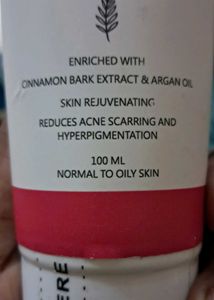 ENRICHED WITH
CINNAMON BARK EXTRACT & ARGAN OIL
SKIN REJUVENATING
REDUCES ACNE SCARRING AND
HYPERPIGMENTATION
100 ML
NORMAL TO OILY SKIN
ERE